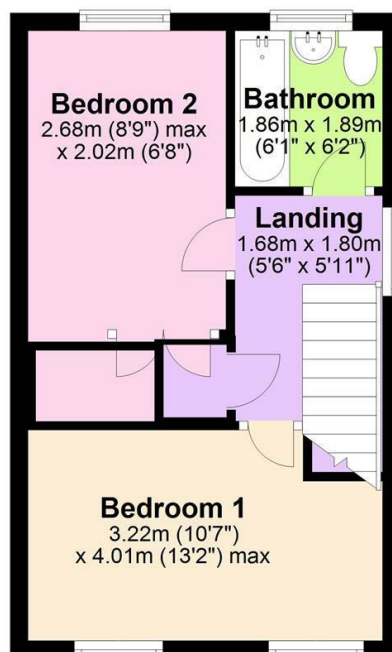 Bedroom 2
2.68m (8'9") max
x 2.02m (6'8")
Bathroom
1.86m x 1.89m
(6'1" x 6'2")
Landing
1.68m x 1.80m
(5'6" x 5'11")
Bedroom 1
3.22m (10'7")
x 4.01m (13'2") max